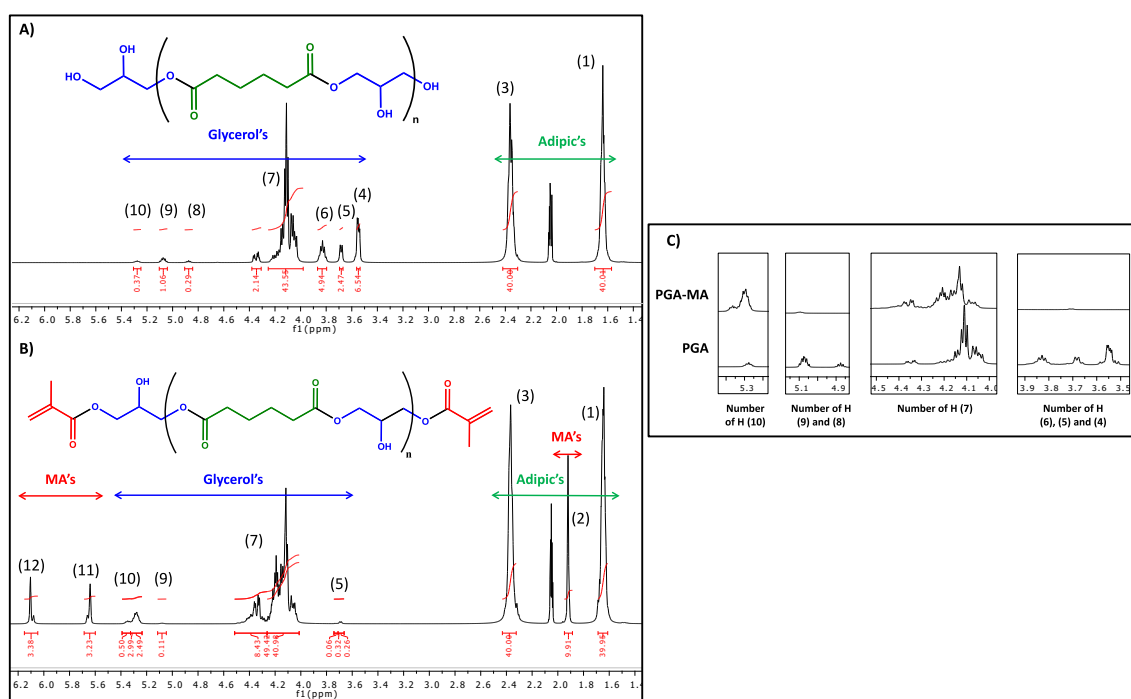 A)
OH
HO
O
O
O
O
OH
OH
n
(1)
(3)
Glycerol's
Adipic's
(7)
(10)
(9)
(8)
(6)
(5)
(4)
0.37
1.06
0.29
2.14
43.55
4.94
2.47
6.54
40.00
40.04
6.2 6.0 5.8 5.6 5.4 5.2 5.0 4.8 4.6 4.4 4.2 4.0 3.8 3.6 3.4 3.2 3.0 2.8 2.6 2.4 2.2 2.0 1.8 1.6 1.4
f1(ppm)
B)
OH
O
O
O
O
O
O
O
OH
O
n
(3)
(1)
MA's
MA's
Glycerol's
Adipic's
(2)
(7)
(12)
(11)
(10)
(9)
(5)
3.38
3.23
0.50
2.99
2.49
0.11
8.43
49.42
40.98
0.06
0.32
0.26
40.00
9.91
39.96
6.2 6.0 5.8 5.6 5.4 5.2 5.0 4.8 4.6 4.4 4.2 4.0 3.8 3.6 3.4 3.2 3.0 2.8 2.6 2.4 2.2 2.0 1.8 1.6 1.4
f1(ppm)
C)
PGA-MA
PGA
5.3
5.1 4.9
4.5 4.4 4.3 4.2 4.1 4.0
3.9 3.8 3.7 3.6 3.5
Number
of H (10)
Number of H
(9) and (8)
Number of H (7)
Number of H
(6), (5) and (4)